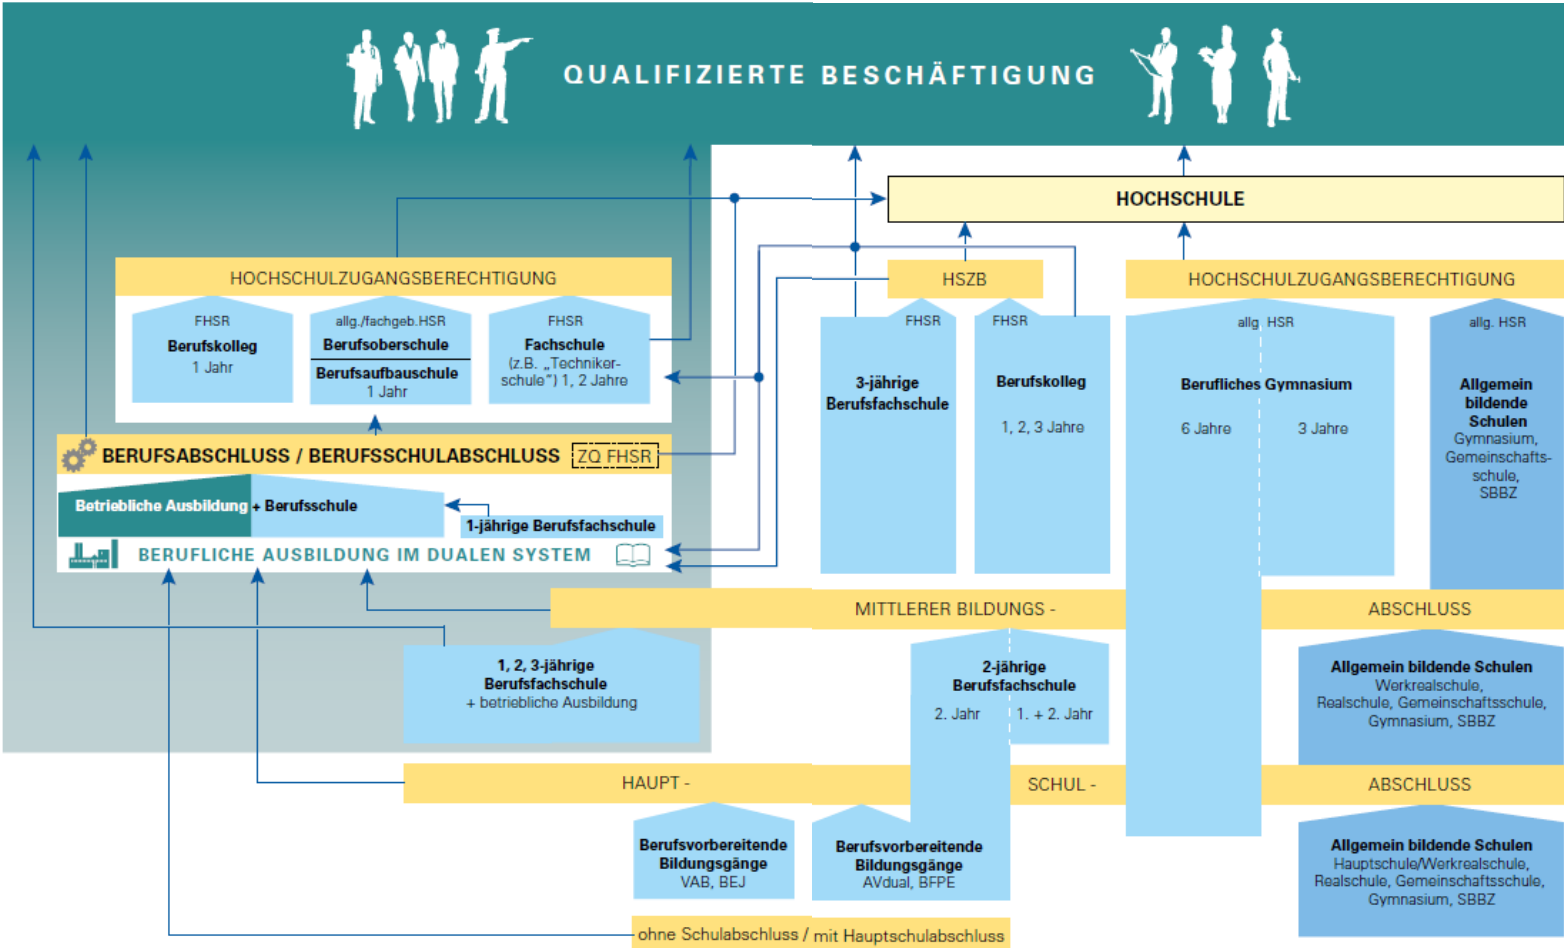 QUALIFIZIERTE BESCHÄFTIGUNG
HOCHSCHULE
HOCHSCHULZUGANGSBERECHTIGUNG
HSZB
HOCHSCHULZUGANGSBERECHTIGUNG
FHSR
Berufskolleg
1 Jahr
allg./fachgeb.HSR
Berufsoberschule
Berufsaufbauschule
1 Jahr
FHSR
Fachschule
(z.B. „Techniker-
schule“) 1, 2 Jahre
FHSR
3-jährige
Berufsfachschule
FHSR
Berufskolleg
1, 2, 3 Jahre
allg. HSR
Berufliches Gymnasium
6 Jahre
3 Jahre
allg. HSR
Allgemein
bildende
Schulen
Gymnasium,
Gemeinschafts-
schule,
SBBZ
BERUFSABSCHLUSS / BERUFSSCHULABSCHLUSS
ZQ FHSR
Betriebliche Ausbildung + Berufsschule
1-jährige Berufsfachschule
BERUFLICHE AUSBILDUNG IM DUALEN SYSTEM
MITTLERER BILDUNGS -
ABSCHLUSS
1, 2, 3-jährige
Berufsfachschule
+ betriebliche Ausbildung
2-jährige
Berufsfachschule
2. Jahr
1. + 2. Jahr
Allgemein bildende Schulen
Werkrealschule,
Realschule, Gemeinschaftsschule,
Gymnasium, SBBZ
HAUPT -
SCHUL -
ABSCHLUSS
Berufsvorbereitende
Bildungsgänge
VAB, BEJ
Berufsvorbereitende
Bildungsgänge
AVdual, BFPE
Allgemein bildende Schulen
Hauptschule/Werkrealschule,
Realschule, Gemeinschaftsschule,
Gymnasium, SBBZ
ohne Schulabschluss / mit Hauptschulabschluss